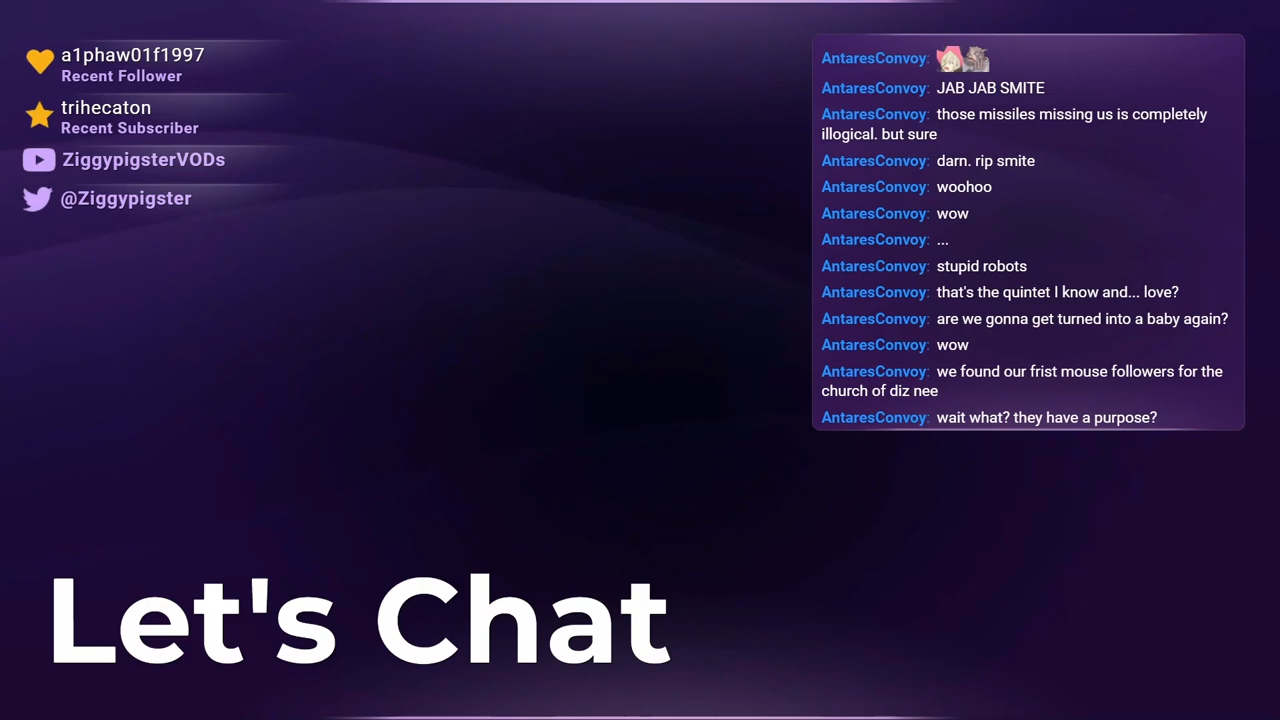 a1phaw01f1997
Recent Follower
trihecaton
Recent Subscriber
ZiggypigsterVODs
@Ziggypigster
AntaresConvoy:
AntaresConvoy: JAB JAB SMITE
AntaresConvoy: those missiles missing us is completely
illogical. but sure
AntaresConvoy: darn. rip smite
AntaresConvoy: woohoo
AntaresConvoy: wow
AntaresConvoy: ...
AntaresConvoy: stupid robots
AntaresConvoy: that's the quintet I know and... love?
AntaresConvoy: are we gonna get turned into a baby again?
AntaresConvoy: wow
AntaresConvoy: we found our frist mouse followers for the
church of diz nee
AntaresConvoy: wait what? they have a purpose?
Let's Chat